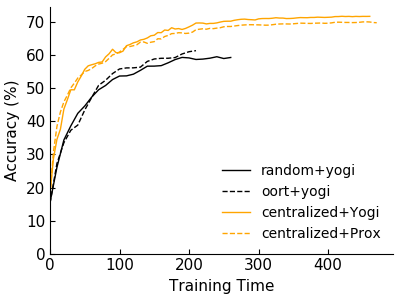 70
60
50
40
30
20
10
0
Accuracy (%)
random+yogi
oort+yogi
centralized+Yogi
centralized+Prox
0 100 200 300 400
Training Time